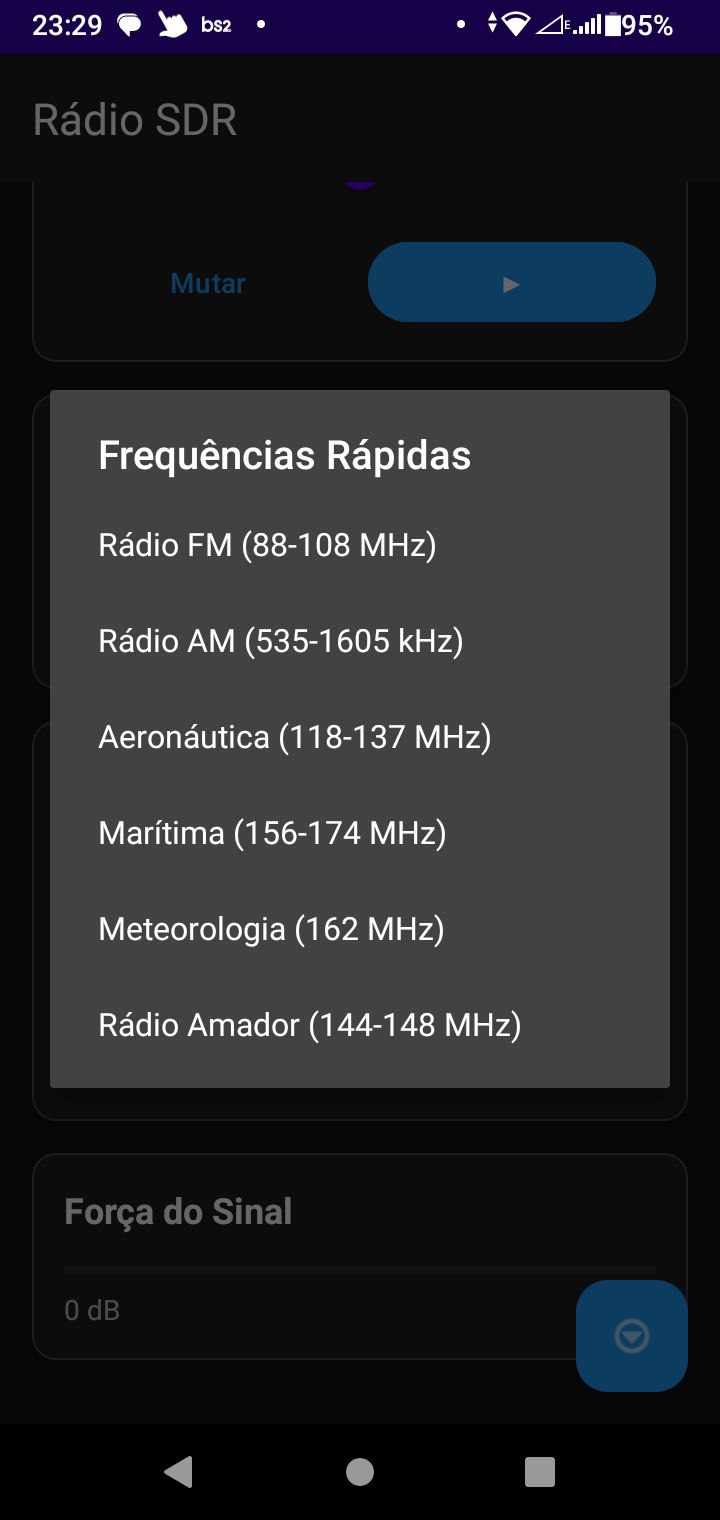 23:29 bs2 E 95%
Rádio SDR
Mutar
Frequências Rápidas
Rádio FM (88-108 MHz)
Rádio AM (535-1605 kHz)
Aeronáutica (118-137 MHz)
Marítima (156-174 MHz)
Meteorologia (162 MHz)
Rádio Amador (144-148 MHz)
Força do Sinal
0 dB